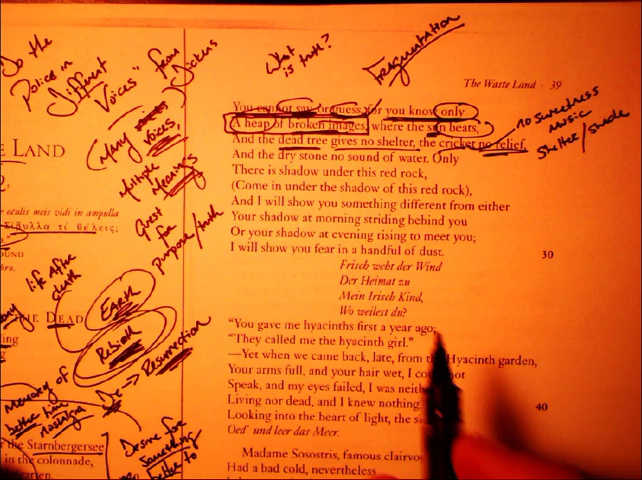 Do the
Police in
Different
Voices" from
Dickens
(Many
voices,
Multiple
Meanings
Quest
for
purpose/truth
E LAND
oculis meis vidi in ampulla
Σίβυλλα τί θέλεις;
life After
death
Earth
THE DEAD
Rebirth
Resurrection
Memory of
better time
nostalgia
Desire for
Something
better to
the Starnbergersee
in the colonnade,
garten.
What
is truth?
Fragmentation
The Waste Land · 39
You cannot say, or guess, for you know only
A heap of broken images, where the sun beats,
And the dead tree gives no shelter, the cricket no relief,
no sweetness
music
shelter/shade
And the dry stone no sound of water. Only
There is shadow under this red rock,
(Come in under the shadow of this red rock),
And I will show you something different from either
Your shadow at morning striding behind you
Or your shadow at evening rising to meet you;
I will show you fear in a handful of dust. 30
Frisch weht der Wind
Der Heimat zu
Mein Irisch Kind,
Wo weilest du?
"You gave me hyacinths first a year ago;
"They called me the hyacinth girl."
—Yet when we came back, late, from the Hyacinth garden,
Your arms full, and your hair wet, I could not
Speak, and my eyes failed, I was neither
Living nor dead, and I knew nothing, 40
Looking into the heart of light, the
Oed' und leer das Meer.
Madame Sosostris, famous
Had a bad cold, nevertheless